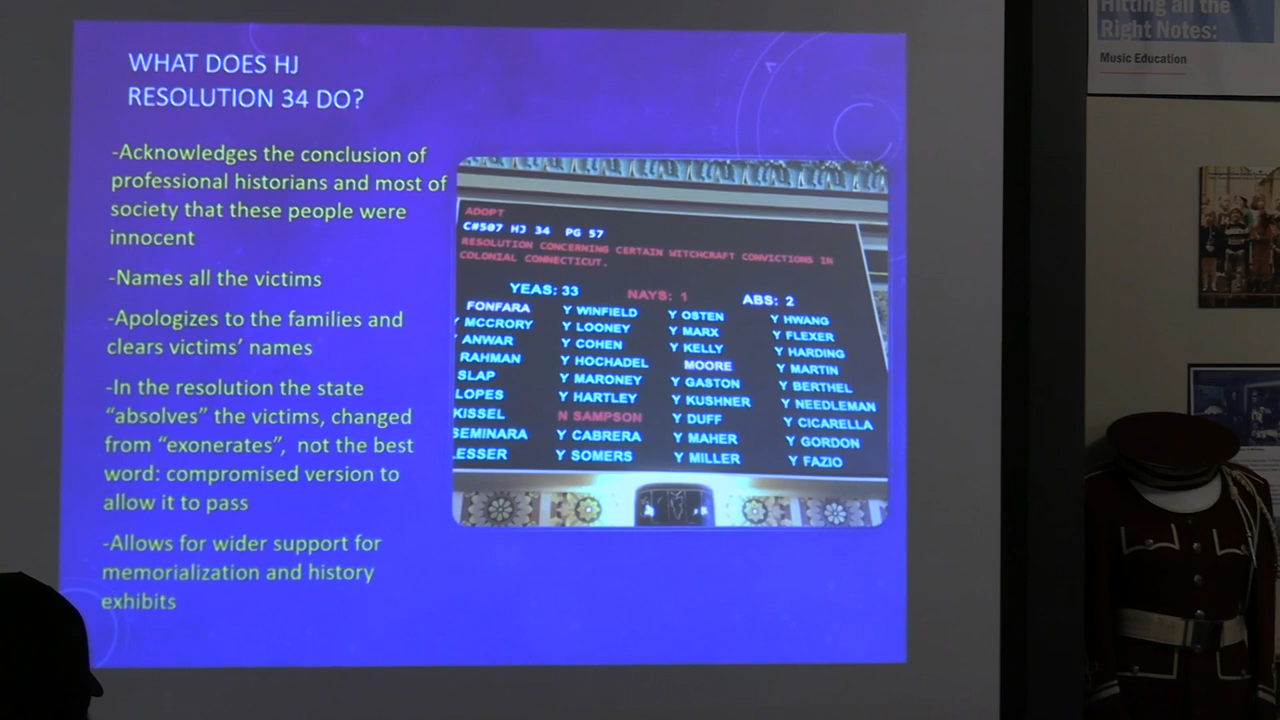 WHAT DOES HJ
RESOLUTION 34 DO?
-Acknowledges the conclusion of
professional historians and most of
society that these people were
innocent
-Names all the victims
-Apologizes to the families and
clears victims’ names
-In the resolution the state
“absolves” the victims, changed
from “exonerates”, not the best
word: compromised version to
allow it to pass
-Allows for wider support for
memorialization and history
exhibits
ADOPT
C#507 HJ 34 PG 57
RESOLUTION CONCERNING CERTAIN WITCHCRAFT CONVICTIONS IN
COLONIAL CONNECTICUT.
YEAS: 33 NAYS: 1 ABS: 2
FONFARA Y WINFIELD Y OSTEN Y HWANG
Y MCCRORY Y LOONEY Y MARX Y FLEXER
ANWAR Y COHEN Y KELLY Y HARDING
RAHMAN Y HOCHADEL MOORE Y MARTIN
SLAP Y MARONEY Y GASTON Y BERTHEL
LOPES Y HARTLEY Y KUSHNER Y NEEDLEMAN
KISSEL N SAMPSON Y DUFF Y CICARELLA
SEMINARA Y CABRERA Y MAHER Y GORDON
LESSER Y SOMERS Y MILLER Y FAZIO
Hitting all the
Right Notes:
Music Education